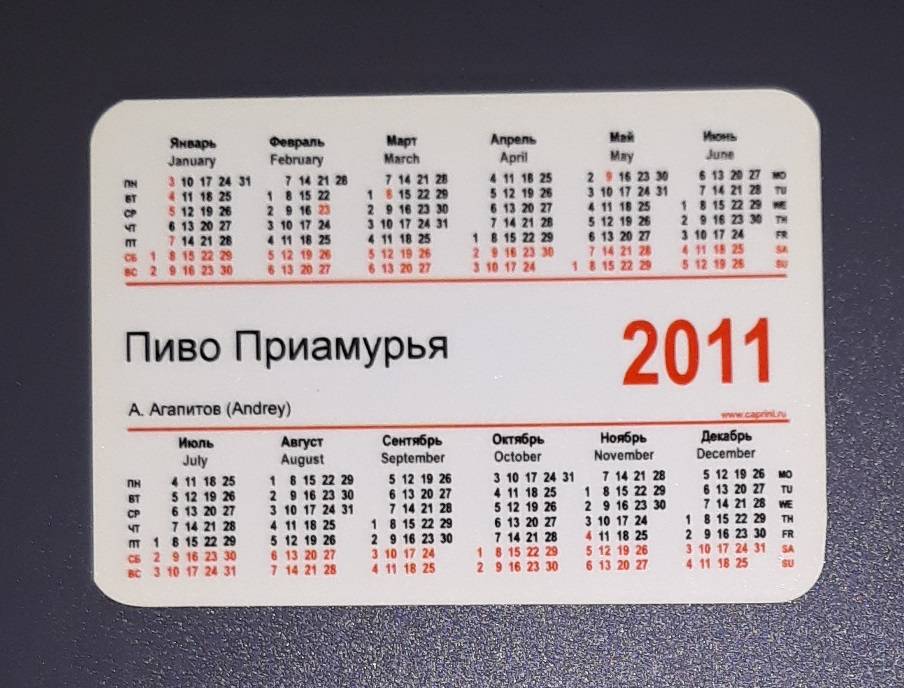 Январь Февраль Март Апрель Май Июнь
January February March April May June
ПН 3 10 17 24 31 7 14 21 28 7 14 21 28 4 11 18 25 2 9 16 23 30 6 13 20 27 MO
ВТ 4 11 18 25 1 8 15 22 1 8 15 22 29 5 12 19 26 3 10 17 24 31 7 14 21 28 TU
СР 5 12 19 26 2 9 16 23 2 9 16 23 30 6 13 20 27 4 11 18 25 1 8 15 22 29 WE
ЧТ 6 13 20 27 3 10 17 24 3 10 17 24 31 7 14 21 28 5 12 19 26 2 9 16 23 30 TH
ПТ 7 14 21 28 4 11 18 25 4 11 18 25 1 8 15 22 29 6 13 20 27 3 10 17 24 FR
СБ 1 8 15 22 29 5 12 19 26 5 12 19 26 2 9 16 23 30 7 14 21 28 4 11 18 25 SA
ВС 2 9 16 23 30 6 13 20 27 6 13 20 27 3 10 17 24 1 8 15 22 29 5 12 19 26 SU
Пиво Приамурья 2011
А. Агапитов (Andrey) www.caprini.ru
Июль Август Сентябрь Октябрь Ноябрь Декабрь
July August September October November December
ПН 4 11 18 25 1 8 15 22 29 5 12 19 26 3 10 17 24 31 7 14 21 28 5 12 19 26 MO
ВТ 5 12 19 26 2 9 16 23 30 6 13 20 27 4 11 18 25 1 8 15 22 29 6 13 20 27 TU
СР 6 13 20 27 3 10 17 24 31 7 14 21 28 5 12 19 26 2 9 16 23 30 7 14 21 28 WE
ЧТ 7 14 21 28 4 11 18 25 1 8 15 22 29 6 13 20 27 3 10 17 24 1 8 15 22 29 TH
ПТ 1 8 15 22 29 5 12 19 26 2 9 16 23 30 7 14 21 28 4 11 18 25 2 9 16 23 30 FR
СБ 2 9 16 23 30 6 13 20 27 3 10 17 24 1 8 15 22 29 5 12 19 26 3 10 17 24 31 SA
ВС 3 10 17 24 31 7 14 21 28 4 11 18 25 2 9 16 23 30 6 13 20 27 4 11 18 25 SU